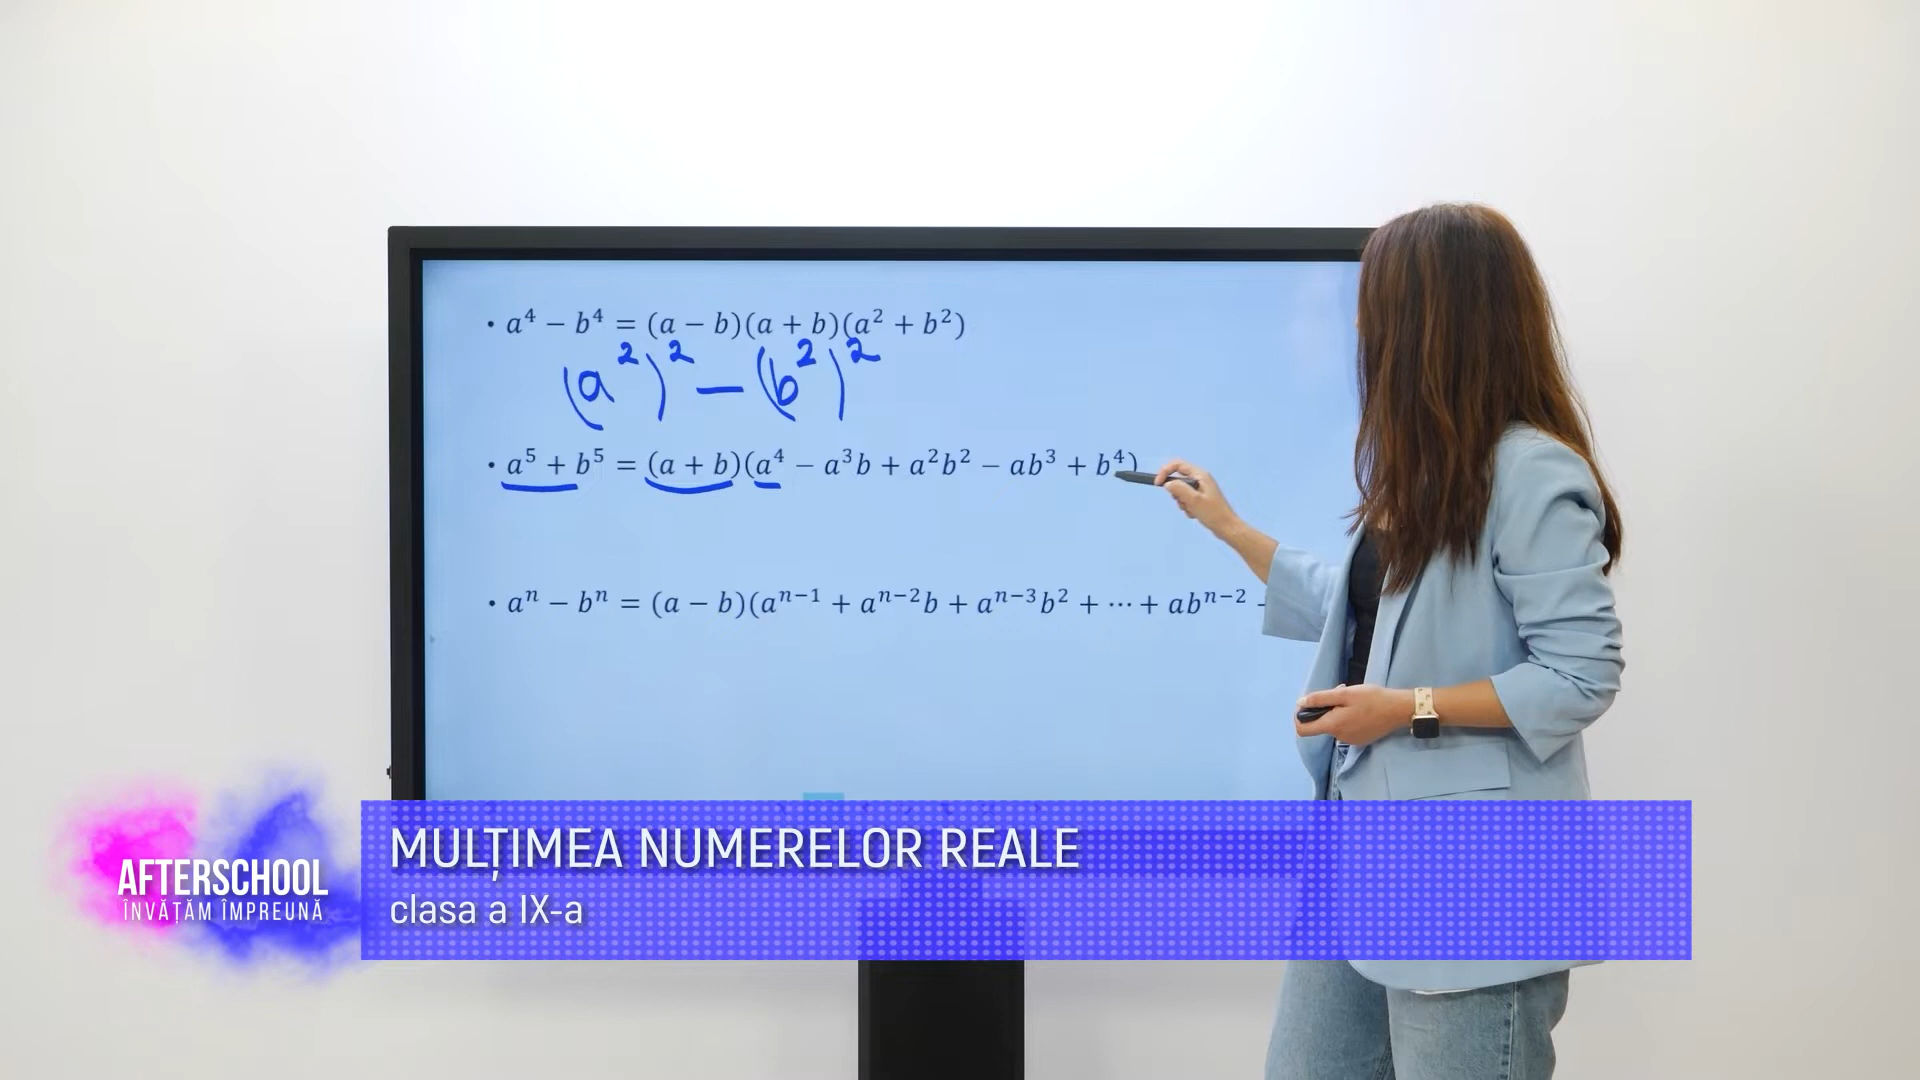 • a⁴ − b⁴ = (a − b)(a + b)(a² + b²)
(a²)² − (b²)²
• a⁵ + b⁵ = (a + b)(a⁴ − a³b + a²b² − ab³ + b⁴)
• aⁿ − bⁿ = (a − b)(aⁿ⁻¹ + aⁿ⁻²b + aⁿ⁻³b² + ⋯ + abⁿ⁻² -
MULȚIMEA NUMERELOR REALE
clasa a IX-a
AFTERSCHOOL
ÎNVĂȚĂM ÎMPREUNĂ